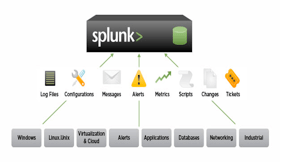 splunk>
Log Files
Configurations
Messages
Alerts
Metrics
Scripts
Changes
Tickets
Windows
Linux/Unix
Virtualization
& Cloud
Alerts
Applications
Databases
Networking
Industrial